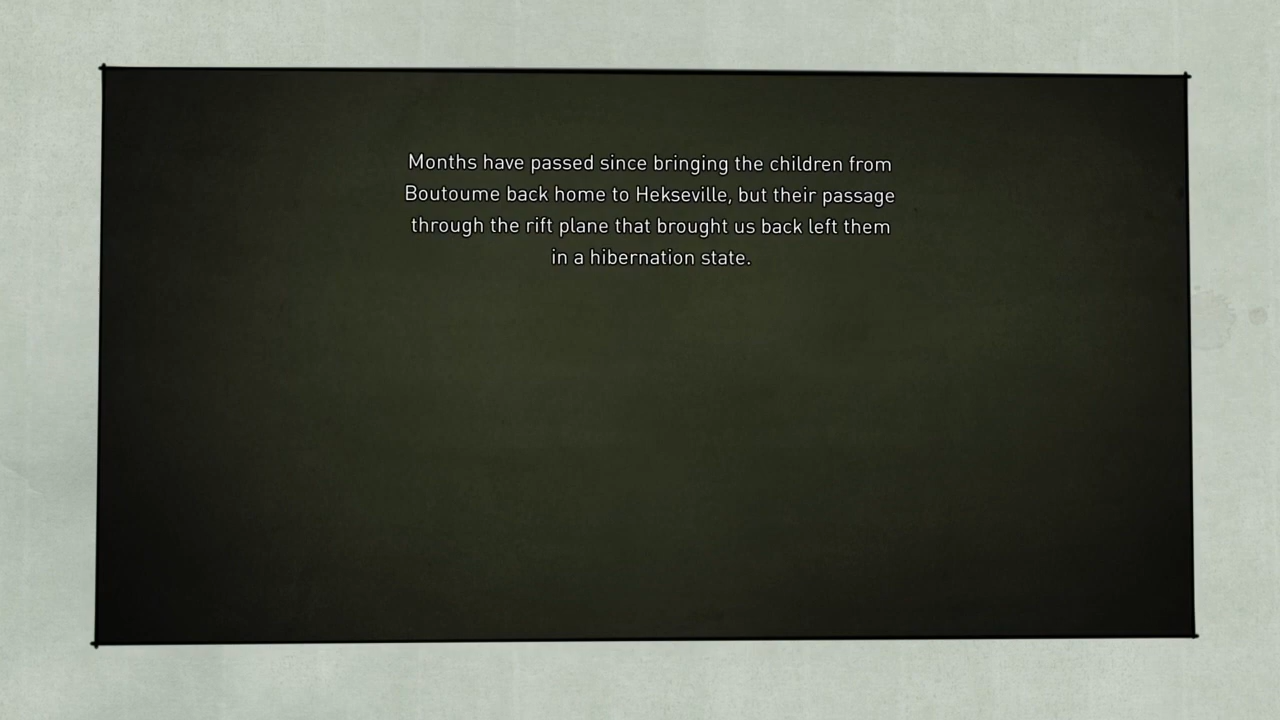 Months have passed since bringing the children from
Boutoume back home to Hekseville, but their passage
through the rift plane that brought us back left them
in a hibernation state.